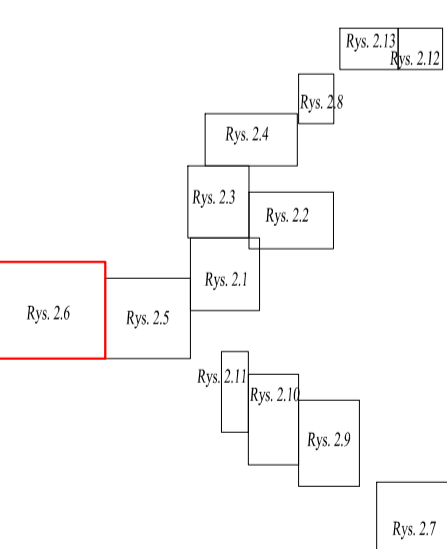 Rys. 2.13
Rys. 2.12
Rys. 2.8
Rys. 2.4
Rys. 2.3
Rys. 2.2
Rys. 2.1
Rys. 2.6
Rys. 2.5
Rys. 2.11
Rys. 2.10
Rys. 2.9
Rys. 2.7